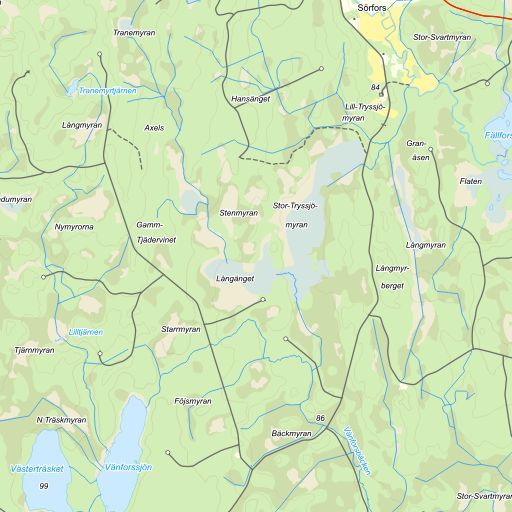 Sörfors
Tranemyran
Stor-Svartmyran
Tranemyrtjärnen
84
Hansänget
Lill-Tryssjö-
myran
Långmyran
Axels
Fällfors
Gran-
åsen
Flaten
dumyran
Stenmyran
Stor-Tryssjö-
myran
Nymyrorna
Gamm-
Tjädervinet
Långmyran
Långmyr-
berget
Långänget
Lilltjärnen
Starrmyran
Tjärnmyran
Föjsmyran
N Träskmyran
86
Bäckmyran
Vänforsbäcken
Västerträsket
99
Vänforssjön
Stor-Svartmyran